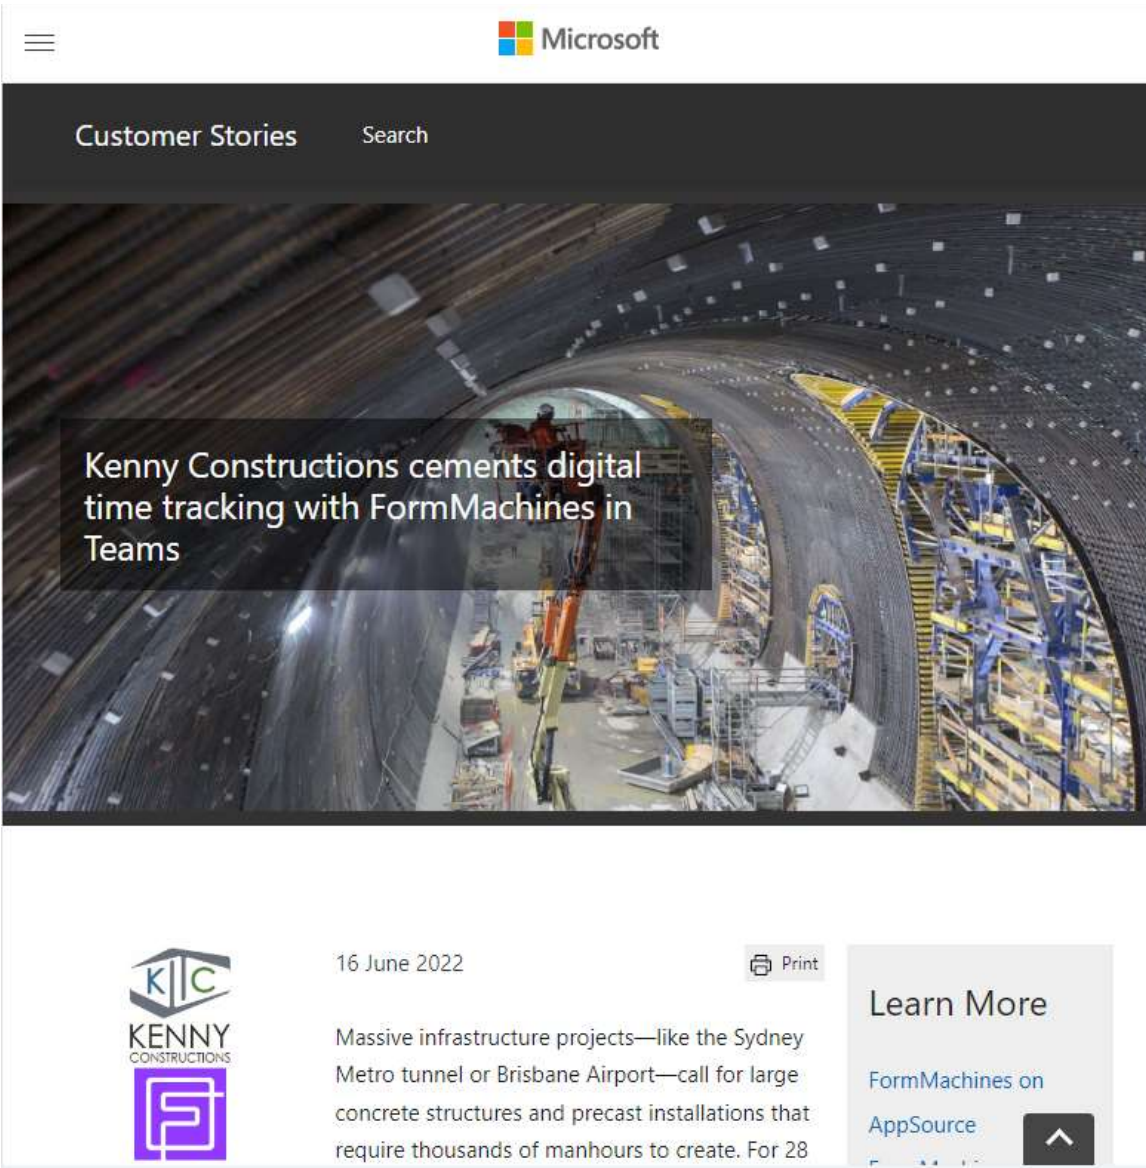 Microsoft
Customer Stories
Search
Kenny Constructions cements digital
time tracking with FormMachines in
Teams
KC
KENNY
CONSTRUCTIONS
16 June 2022
Print
Massive infrastructure projects—like the Sydney
Metro tunnel or Brisbane Airport—call for large
concrete structures and precast installations that
require thousands of manhours to create. For 28
Learn More
FormMachines on
AppSource